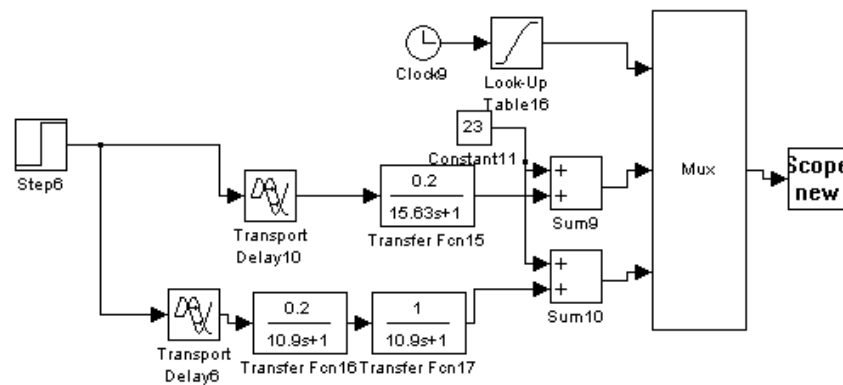 Clock9
Look-Up
Table16
23
Constant11
Step6
+
+
Sum9
Mux
Scope
new
Transport
Delay10
0.2
15.63s+1
Transfer Fcn15
+
+
Sum10
Transport
Delay6
0.2
10.9s+1
Transfer Fcn16
1
10.9s+1
Transfer Fcn17